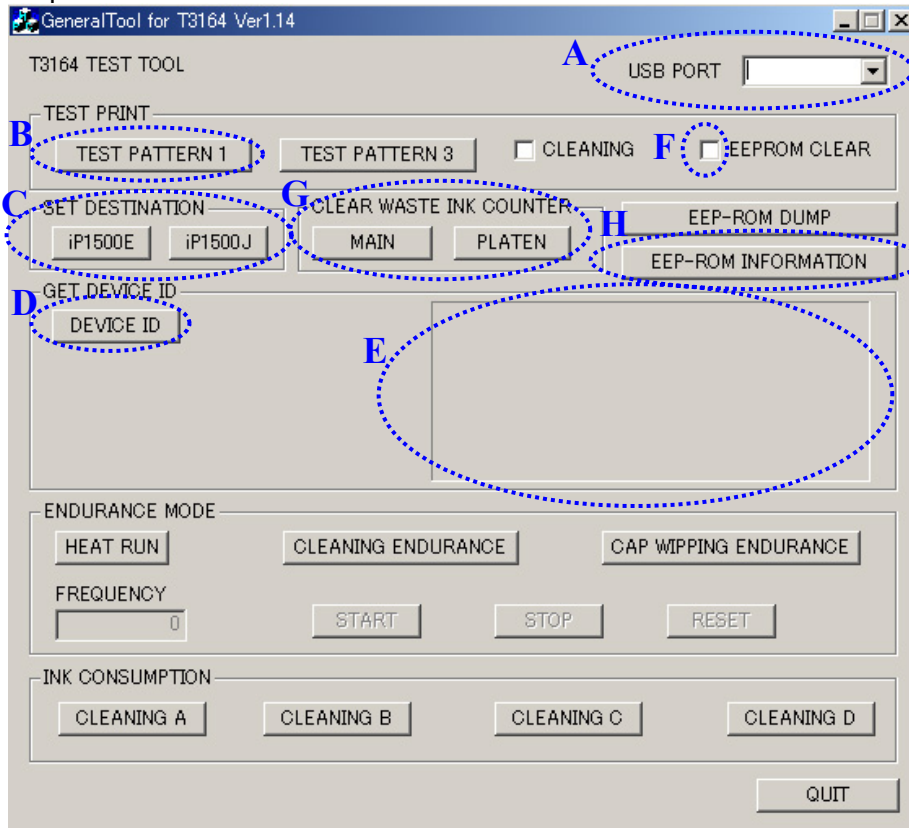 GeneralTool for T3164 Ver1.14
T3164 TEST TOOL
A
USB PORT
TEST PRINT
B
TEST PATTERN 1
TEST PATTERN 3
CLEANING
F
EEPROM CLEAR
C
SET DESTINATION
iP1500E
iP1500J
G
CLEAR WASTE INK COUNTER
MAIN
PLATEN
EEP-ROM DUMP
H
EEP-ROM INFORMATION
GET DEVICE ID
D
DEVICE ID
E
ENDURANCE MODE
HEAT RUN
CLEANING ENDURANCE
CAP WIPPING ENDURANCE
FREQUENCY
0
START
STOP
RESET
INK CONSUMPTION
CLEANING A
CLEANING B
CLEANING C
CLEANING D
QUIT